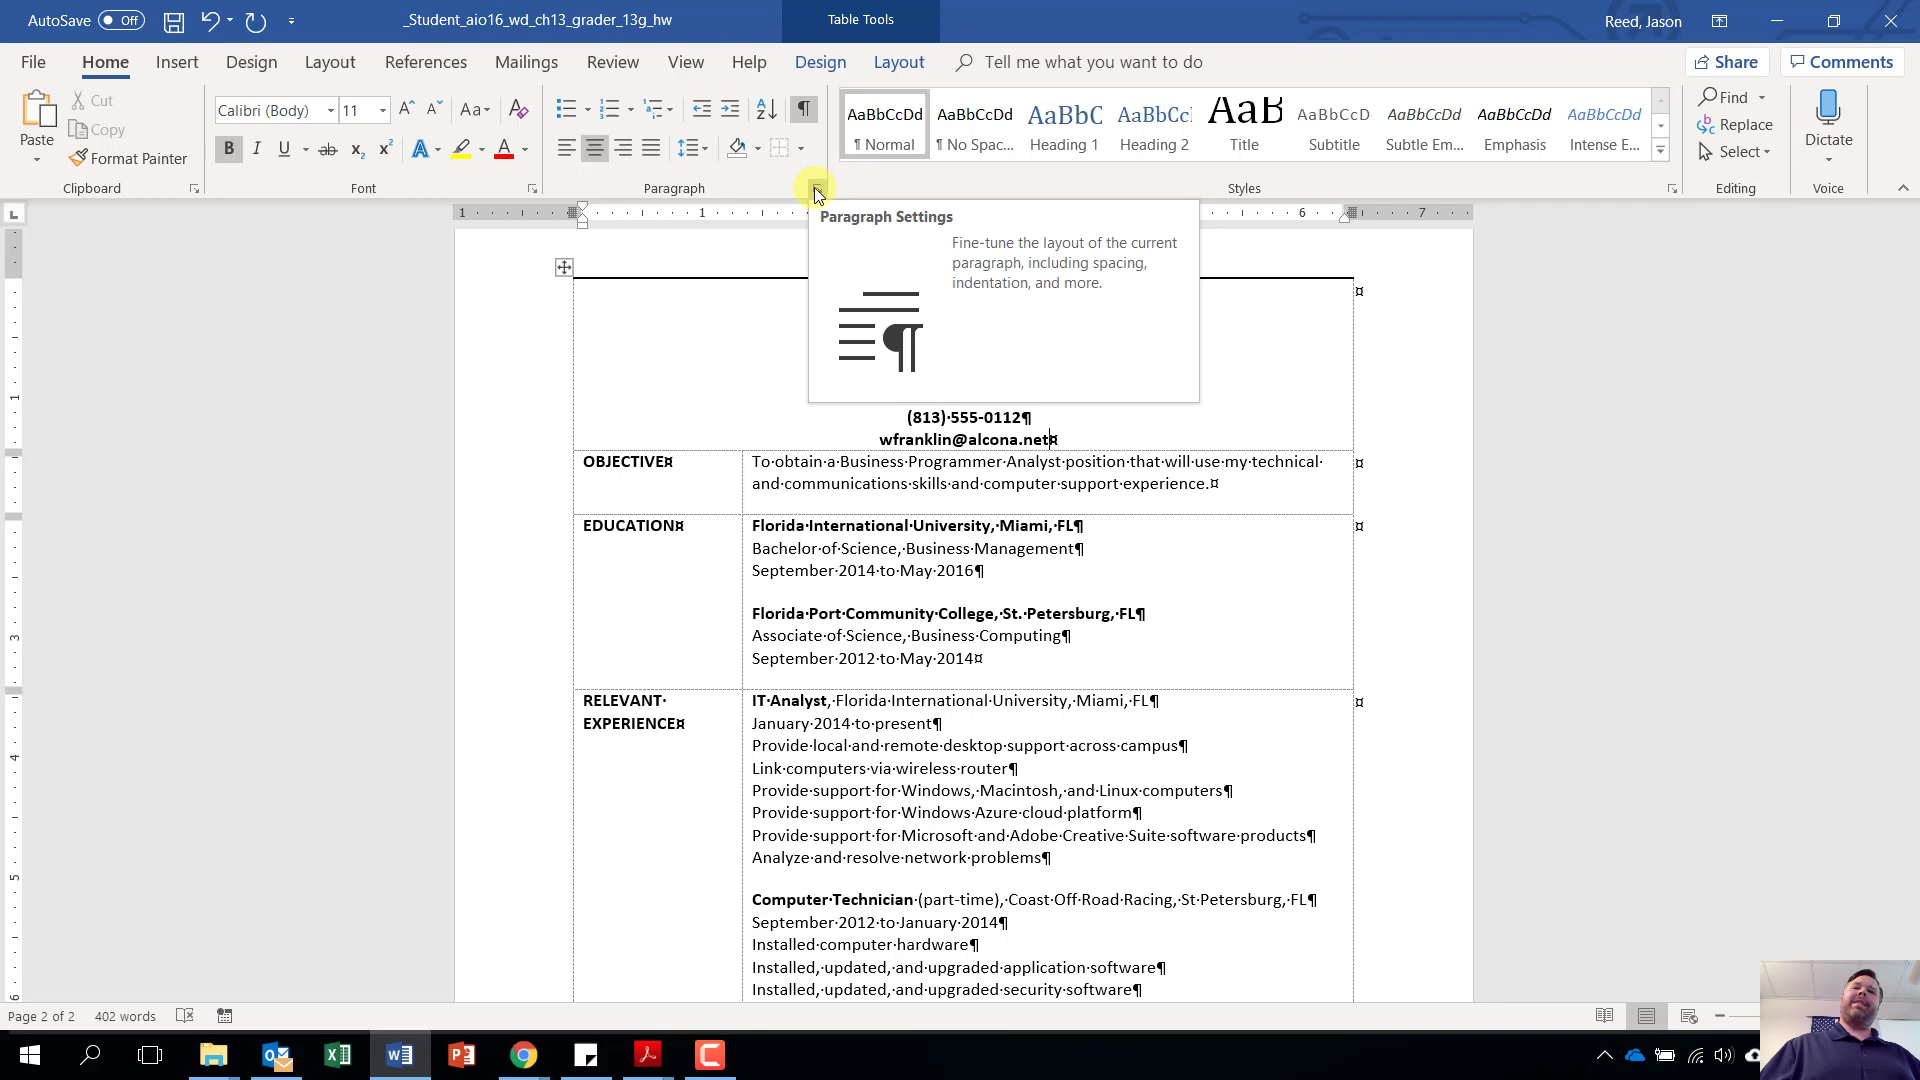 AutoSave Off _Student_aio16_wd_ch13_grader_13g_hw Table Tools Reed, Jason
File Home Insert Design Layout References Mailings Review View Help Design Layout Tell me what you want to do Share Comments
Paste
Cut
Copy
Format Painter
Clipboard
Calibri (Body) 11
Font
Paragraph
AaBbCcDd AaBbCcDd AaBbC AaBbCc AaB AaBbCcD AaBbCcDd AaBbCcDd AaBbCcDd
¶ Normal ¶ No Spac... Heading 1 Heading 2 Title Subtitle Subtle Em... Emphasis Intense E...
Styles
Find
Replace
Select
Editing
Dictate
Voice
1 1 6 7
Paragraph Settings
Fine-tune the layout of the current
paragraph, including spacing,
indentation, and more.
(813)·555-0112¶
wfranklin@alcona.net¤
OBJECTIVE¤
To·obtain·a·Business·Programmer·Analyst·position·that·will·use·my·technical·
and·communications·skills·and·computer·support·experience.¤
EDUCATION¤
Florida·International·University,·Miami,·FL¶
Bachelor·of·Science,·Business·Management¶
September·2014·to·May·2016¶
Florida·Port·Community·College,·St.·Petersburg,·FL¶
Associate·of·Science,·Business·Computing¶
September·2012·to·May·2014¤
RELEVANT·
EXPERIENCE¤
IT·Analyst,·Florida·International·University,·Miami,·FL¶
January·2014·to·present¶
Provide·local·and·remote·desktop·support·across·campus¶
Link·computers·via·wireless·router¶
Provide·support·for·Windows,·Macintosh,·and·Linux·computers¶
Provide·support·for·Windows·Azure·cloud·platform¶
Provide·support·for·Microsoft·and·Adobe·Creative·Suite·software·products¶
Analyze·and·resolve·network·problems¶
Computer·Technician·(part-time),·Coast·Off·Road·Racing,·St·Petersburg,·FL¶
September·2012·to·January·2014¶
Installed·computer·hardware¶
Installed,·updated,·and·upgraded·application·software¶
Installed,·updated,·and·upgraded·security·software¶
Page 2 of 2 402 words